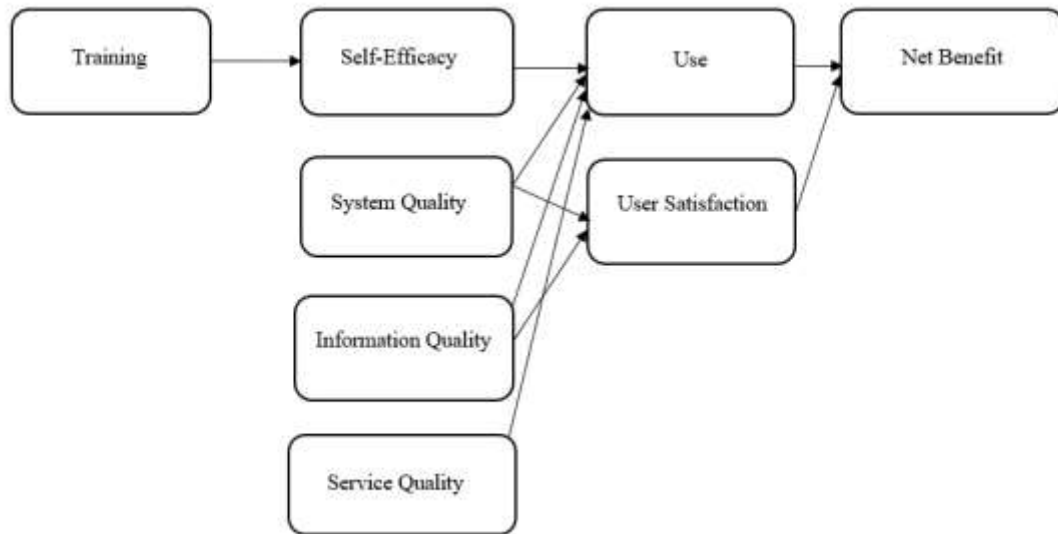 Training
Self-Efficacy
Use
Net Benefit
System Quality
User Satisfaction
Information Quality
Service Quality